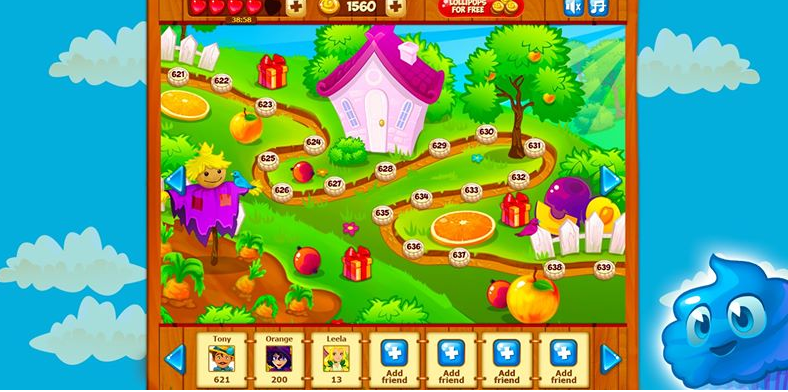 38:58
1560
LOLLIPOPS
FOR FREE
621
622
623
624
625
626
627
628
629
630
631
632
633
634
635
636
637
638
639
Tony
621
Orange
200
Leela
13
Add
friend
Add
friend
Add
friend
Add
friend